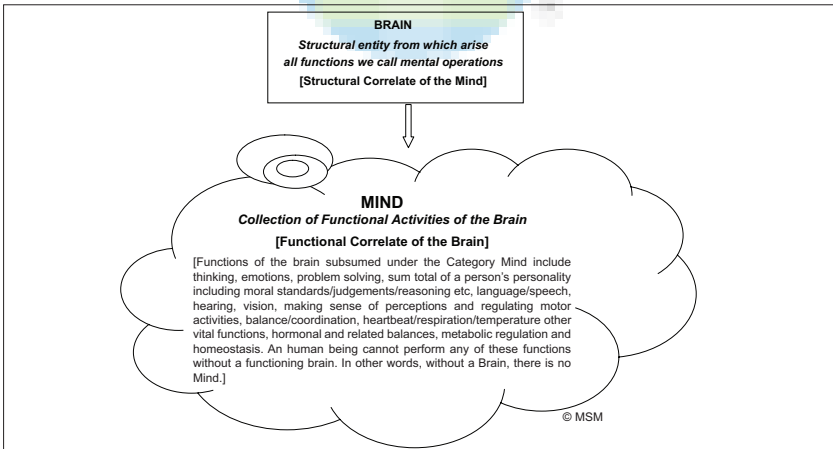 BRAIN
Structural entity from which arise
all functions we call mental operations
[Structural Correlate of the Mind]
MIND
Collection of Functional Activities of the Brain
[Functional Correlate of the Brain]
[Functions of the brain subsumed under the Category Mind include
thinking, emotions, problem solving, sum total of a person's personality
including moral standards/judgements/reasoning etc, language/speech,
hearing, vision, making sense of perceptions and regulating motor
activities, balance/coordination, heartbeat/respiration/temperature other
vital functions, hormonal and related balances, metabolic regulation and
homeostasis. An human being cannot perform any of these functions
without a functioning brain. In other words, without a Brain, there is no
Mind.]
© MSM